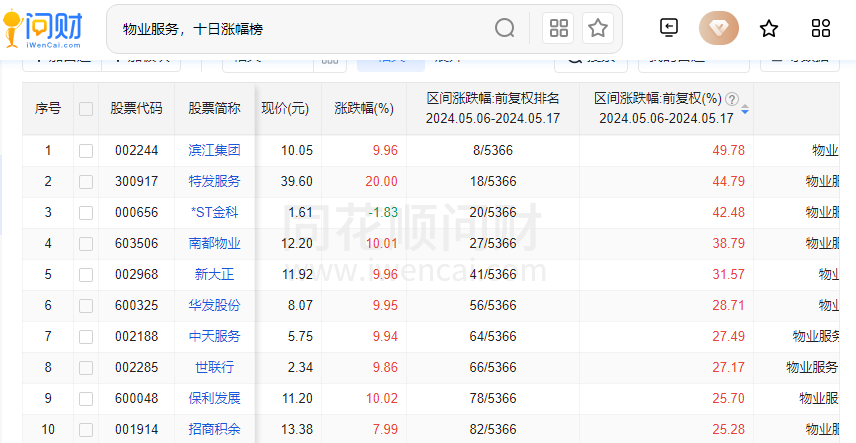 问财
iWenCai.com
物业服务，十日涨幅榜
序号 股票代码 股票简称 现价(元) 涨跌幅(%) 区间涨跌幅:前复权排名 区间涨跌幅:前复权(%)
2024.05.06-2024.05.17 2024.05.06-2024.05.17
1 002244 滨江集团 10.05 9.96 8/5366 49.78 物业
2 300917 特发服务 39.60 20.00 18/5366 44.79 物业服
3 000656 *ST金科 1.61 -1.83 20/5366 42.48 物业服
4 603506 南都物业 12.20 10.01 27/5366 38.79 物业服
5 002968 新大正 11.92 9.96 41/5366 31.57 物业
6 600325 华发股份 8.07 9.95 56/5366 28.71 物业
7 002188 中天服务 5.75 9.94 64/5366 27.49 物业服务
8 002285 世联行 2.34 9.86 66/5366 27.17 物业服务
9 600048 保利发展 11.20 10.02 78/5366 25.70 物业服
10 001914 招商积余 13.38 7.99 82/5366 25.28 物业服
同花顺问财
www.iwencai.com